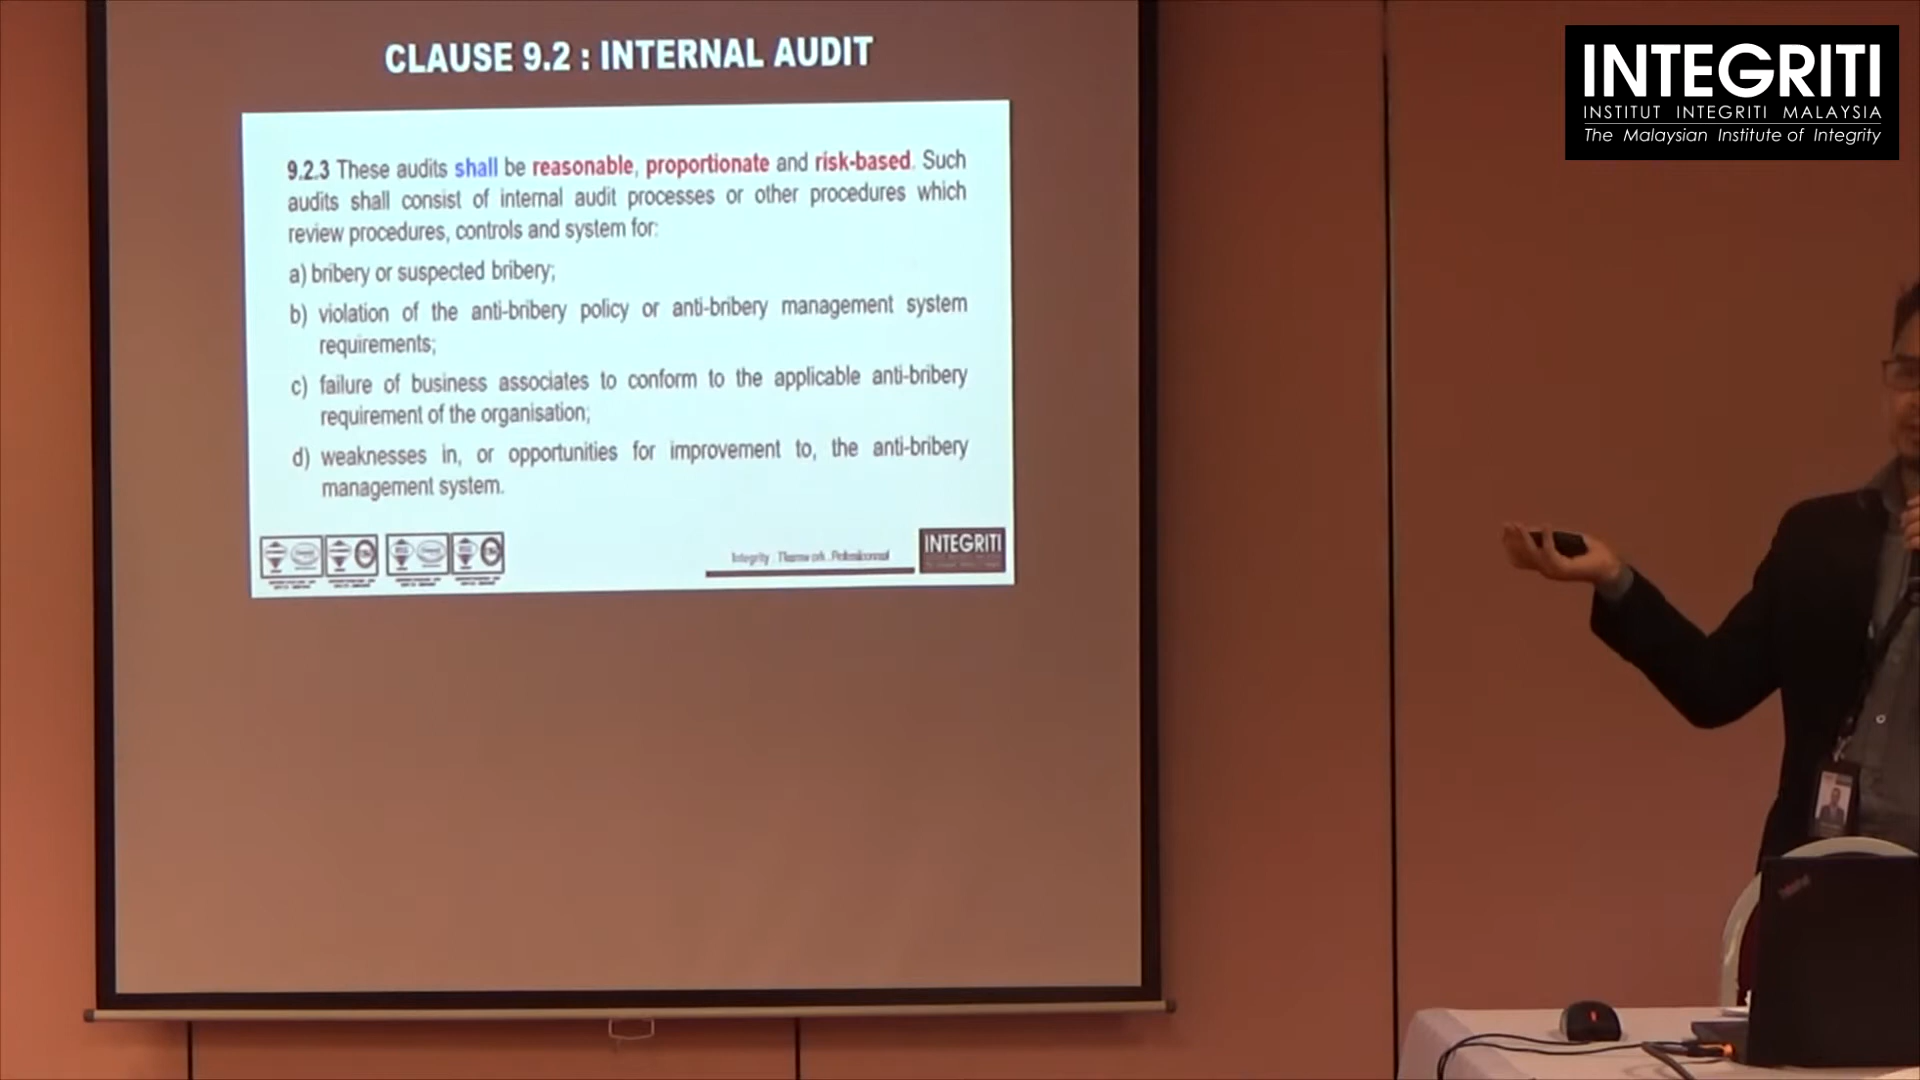 CLAUSE 9.2 : INTERNAL AUDIT
9.2.3 These audits shall be reasonable, proportionate and risk-based. Such
audits shall consist of internal audit processes or other procedures which
review procedures, controls and system for:
a) bribery or suspected bribery;
b) violation of the anti-bribery policy or anti-bribery management system
requirements;
c) failure of business associates to conform to the applicable anti-bribery
requirement of the organisation;
d) weaknesses in, or opportunities for improvement to, the anti-bribery
management system.
Integrity
INTEGRITI
INTEGRITI
INSTITUT INTEGRITI MALAYSIA
The Malaysian Institute of Integrity
ThinkPad